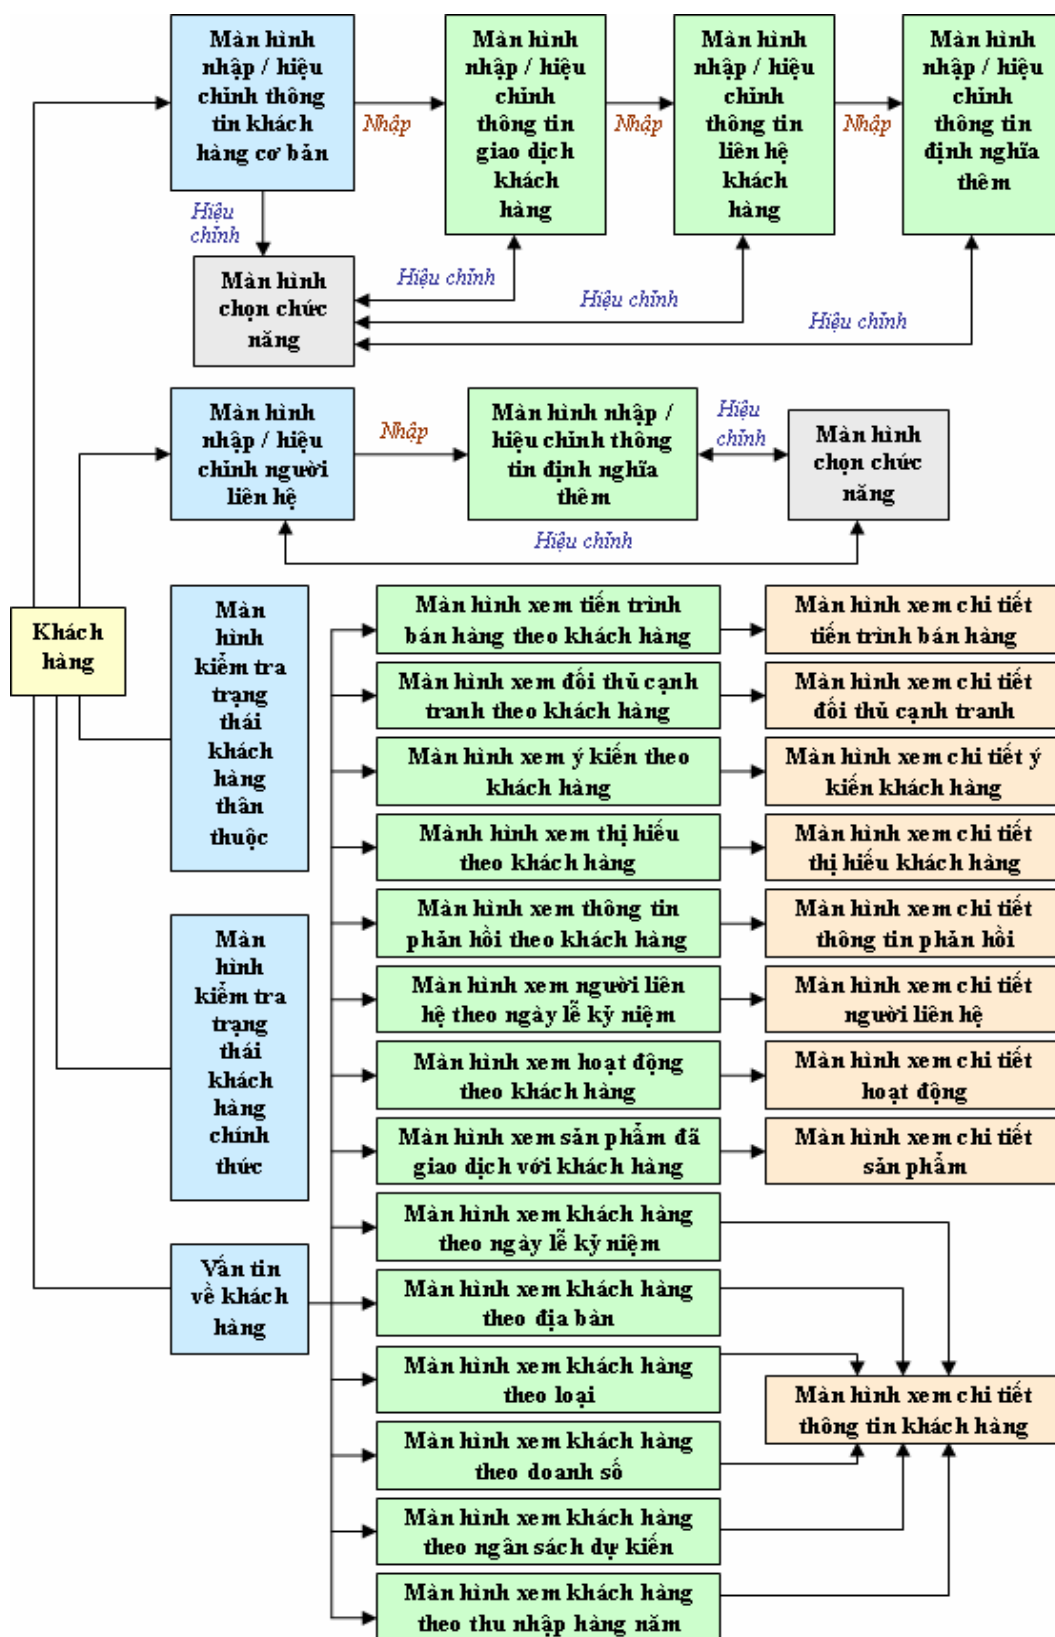 Màn hình
nhập / hiệu
chỉnh thông
tin khách
hàng cơ bản
Nhập
Màn hình
nhập / hiệu
chỉnh
thông tin
giao dịch
khách
hàng
Nhập
Màn hình
nhập / hiệu
chỉnh
thông tin
liên hệ
khách
hàng
Nhập
Màn hình
nhập / hiệu
chỉnh
thông tin
định nghĩa
thêm
Hiệu
chỉnh
Màn hình
chọn chức
năng
Hiệu chỉnh
Hiệu chỉnh
Hiệu chỉnh
Màn hình
nhập / hiệu
chỉnh người
liên hệ
Nhập
Màn hình nhập /
hiệu chỉnh thông
tin định nghĩa
thêm
Hiệu
chỉnh
Màn hình
chọn chức
năng
Hiệu chỉnh
Khách
hàng
Màn
hình
kiểm tra
trạng
thái
khách
hàng
thân
thuộc
Màn
hình
kiểm tra
trạng
thái
khách
hàng
chính
thức
Vấn tin
về khách
hàng
Màn hình xem tiến trình
bán hàng theo khách hàng
Màn hình xem chi tiết
tiến trình bán hàng
Màn hình xem đối thủ cạnh
tranh theo khách hàng
Màn hình xem chi tiết
đối thủ cạnh tranh
Màn hình xem ý kiến theo
khách hàng
Màn hình xem chi tiết ý
kiến khách hàng
Mành hình xem thị hiếu
theo khách hàng
Màn hình xem chi tiết
thị hiếu khách hàng
Màn hình xem thông tin
phản hồi theo khách hàng
Màn hình xem chi tiết
thông tin phản hồi
Màn hình xem người liên
hệ theo ngày lễ kỷ niệm
Màn hình xem chi tiết
người liên hệ
Màn hình xem hoạt động
theo khách hàng
Màn hình xem chi tiết
hoạt động
Màn hình xem sản phẩm đã
giao dịch với khách hàng
Màn hình xem chi tiết
sản phẩm
Màn hình xem khách hàng
theo ngày lễ kỷ niệm
Màn hình xem khách hàng
theo địa bàn
Màn hình xem khách hàng
theo loại
Màn hình xem chi tiết
thông tin khách hàng
Màn hình xem khách hàng
theo doanh số
Màn hình xem khách hàng
theo ngân sách dự kiến
Màn hình xem khách hàng
theo thu nhập hàng năm